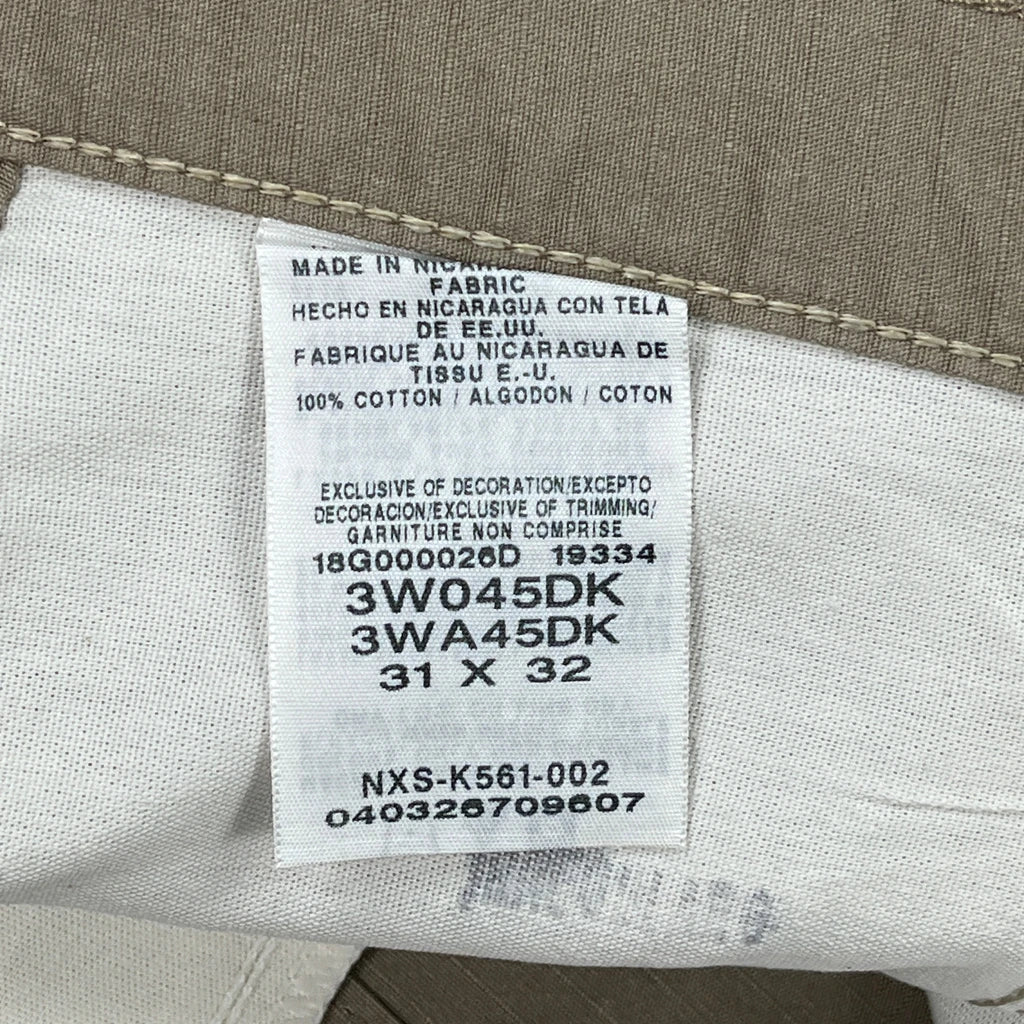 MADE IN
FABRIC
HECHO EN NICARAGUA CON TELA
DE EE.UU.
FABRIQUE AU NICARAGUA DE
TISSU E.-U.
100% COTTON / ALGODON / COTON
EXCLUSIVE OF DECORATION/EXCEPTO
DECORACION/EXCLUSIVE OF TRIMMING/
GARNITURE NON COMPRISE
18G000026D 19334
3W045DK
3WA45DK
31 X 32
NXS-K561-002
040326709607